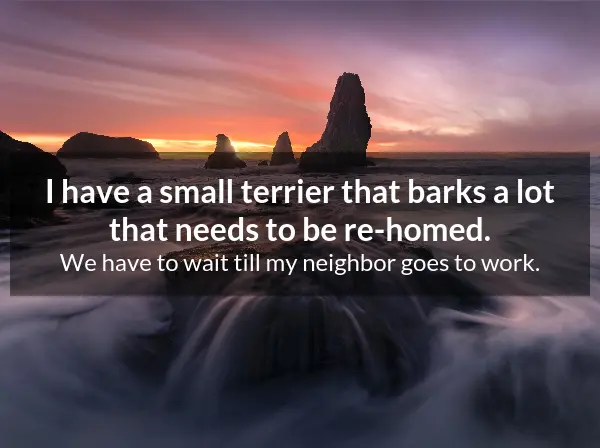 I have a small terrier that barks a lot
that needs to be re-homed.
We have to wait till my neighbor goes to work.